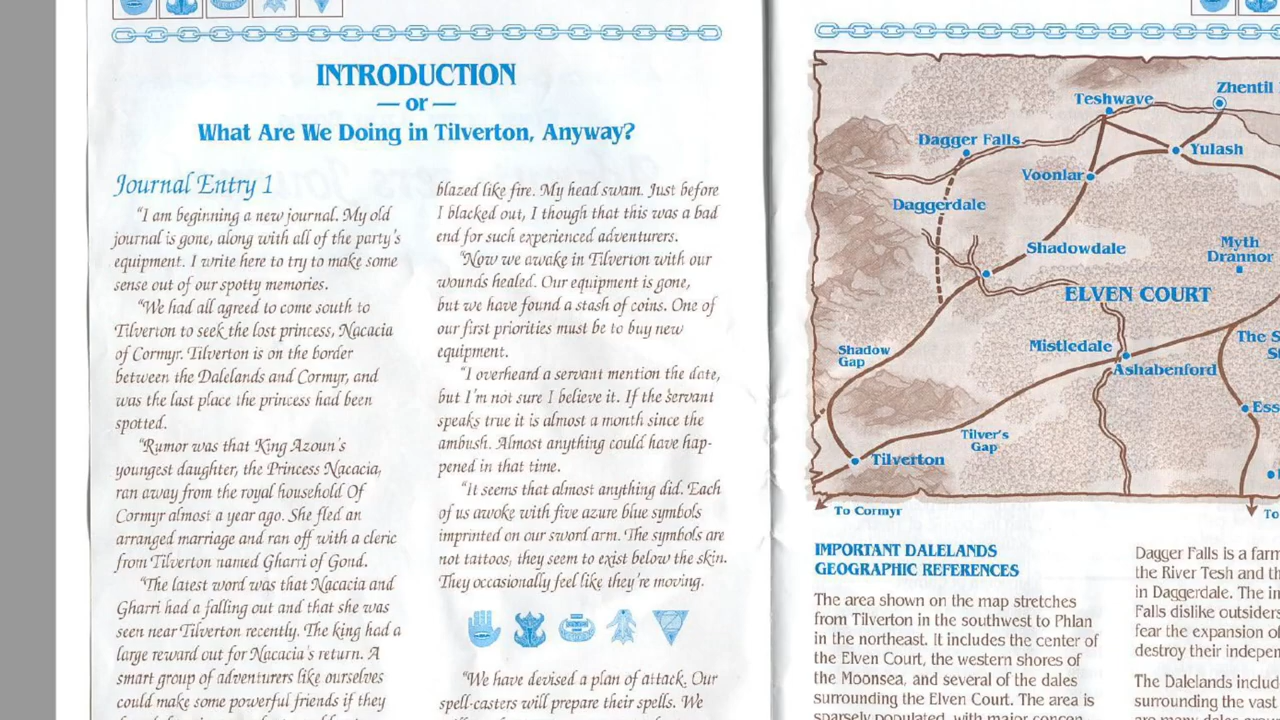 INTRODUCTION
— or —
What Are We Doing in Tilverton, Anyway?
Journal Entry 1
"I am beginning a new journal. My old
journal is gone, along with all of the party's
equipment. I write here to try to make some
sense out of our spotty memories.
"We had all agreed to come south to
Tilverton to seek the lost princess, Nacacia
of Cormyr. Tilverton is on the border
between the Dalelands and Cormyr, and
was the last place the princess had been
spotted.
"Rumor was that King Azoun's
youngest daughter, the Princess Nacacia,
ran away from the royal household Of
Cormyr almost a year ago. She fled an
arranged marriage and ran off with a cleric
from Tilverton named Gharri of Gond.
"The latest word was that Nacacia and
Gharri had a falling out and that she was
seen near Tilverton recently. The king had a
large reward out for Nacacia's return. A
smart group of adventurers like ourselves
could make some powerful friends if they
blazed like fire. My head swam. Just before
I blacked out, I though that this was a bad
end for such experienced adventurers.
"Now we awake in Tilverton with our
wounds healed. Our equipment is gone,
but we have found a stash of coins. One of
our first priorities must be to buy new
equipment.
"I overheard a servant mention the date,
but I'm not sure I believe it. If the servant
speaks true it is almost a month since the
ambush. Almost anything could have hap-
pened in that time.
"It seems that almost anything did. Each
of us awoke with five azure blue symbols
imprinted on our sword arm. The symbols are
not tattoos, they seem to exist below the skin.
They occasionally feel like they're moving.
"We have devised a plan of attack. Our
spell-casters will prepare their spells. We
Zhentil
Teshwave
Dagger Falls
Yulash
Voonlar
Daggerdale
Shadowdale
Myth
Drannor
ELVEN COURT
The
Mistledale
Shadow
Gap
Ashabenford
Ess
Tilver's
Gap
Tilverton
To Cormyr
To
IMPORTANT DALELANDS
GEOGRAPHIC REFERENCES
The area shown on the map stretches
from Tilverton in the southwest to Phlan
in the northeast. It includes the center of
the Elven Court, the western shores of
the Moonsea, and several of the dales
surrounding the Elven Court. The area is
sparsely populated, with major concen-
Dagger Falls is a farm
the River Tesh and th
in Daggerdale. The in
Falls dislike outsiders
fear the expansion of
destroy their indepen
The Dalelands includ
surrounding the vast
are many dales